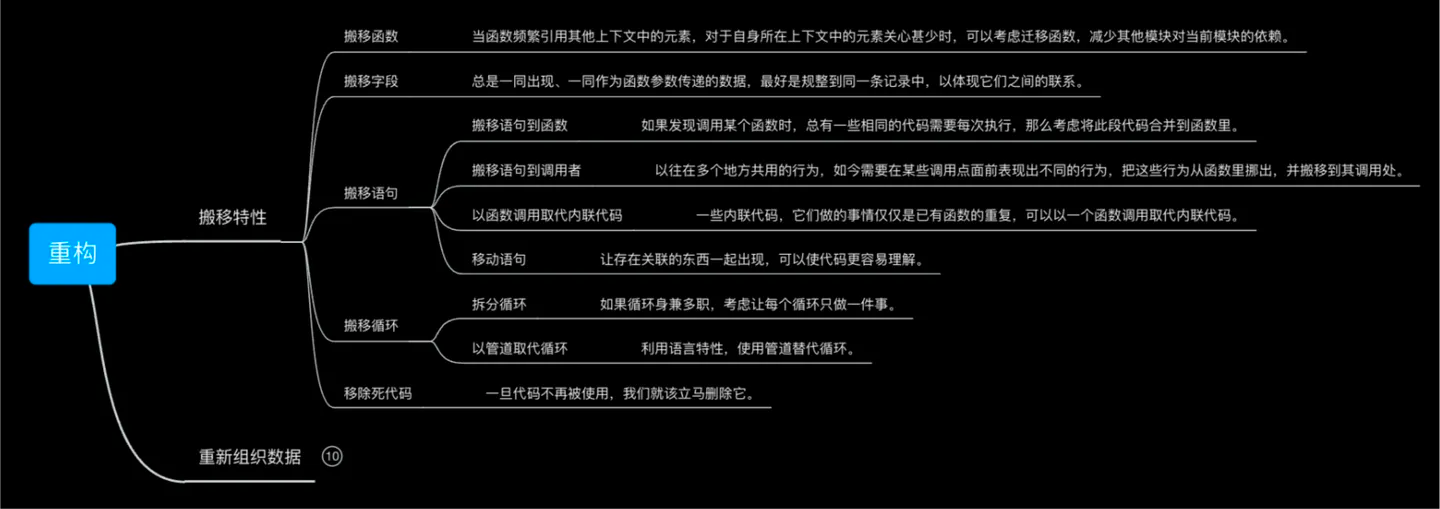 重构
搬移特性
搬移函数
当函数频繁引用其他上下文中的元素，对于自身所在上下文中的元素关心甚少时，可以考虑迁移函数，减少其他模块对当前模块的依赖。
搬移字段
总是一同出现、一同作为函数参数传递的数据，最好是规整到同一条记录中，以体现它们之间的联系。
搬移语句
搬移语句到函数
如果发现调用某个函数时，总有一些相同的代码需要每次执行，那么考虑将此段代码合并到函数里。
搬移语句到调用者
以往在多个地方共用的行为，如今需要在某些调用点面前表现出不同的行为，把这些行为从函数里挪出，并搬移到其调用处。
以函数调用取代内联代码
一些内联代码，它们做的事情仅仅是已有函数的重复，可以以一个函数调用取代内联代码。
移动语句
让存在关联的东西一起出现，可以使代码更容易理解。
搬移循环
拆分循环
如果循环身兼多职，考虑让每个循环只做一件事。
以管道取代循环
利用语言特性，使用管道替代循环。
移除死代码
一旦代码不再被使用，我们就该立马删除它。
重新组织数据
10